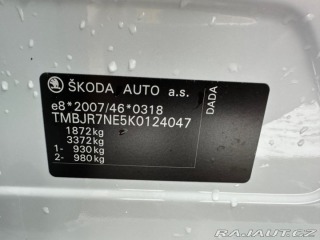 ŠKODA AUTO a.s.
e8*2007/46*0318
TMBJR7NE5K0124047
1872kg
3372kg
1- 930kg
2- 980kg
DADA
RAJAUT.CZ